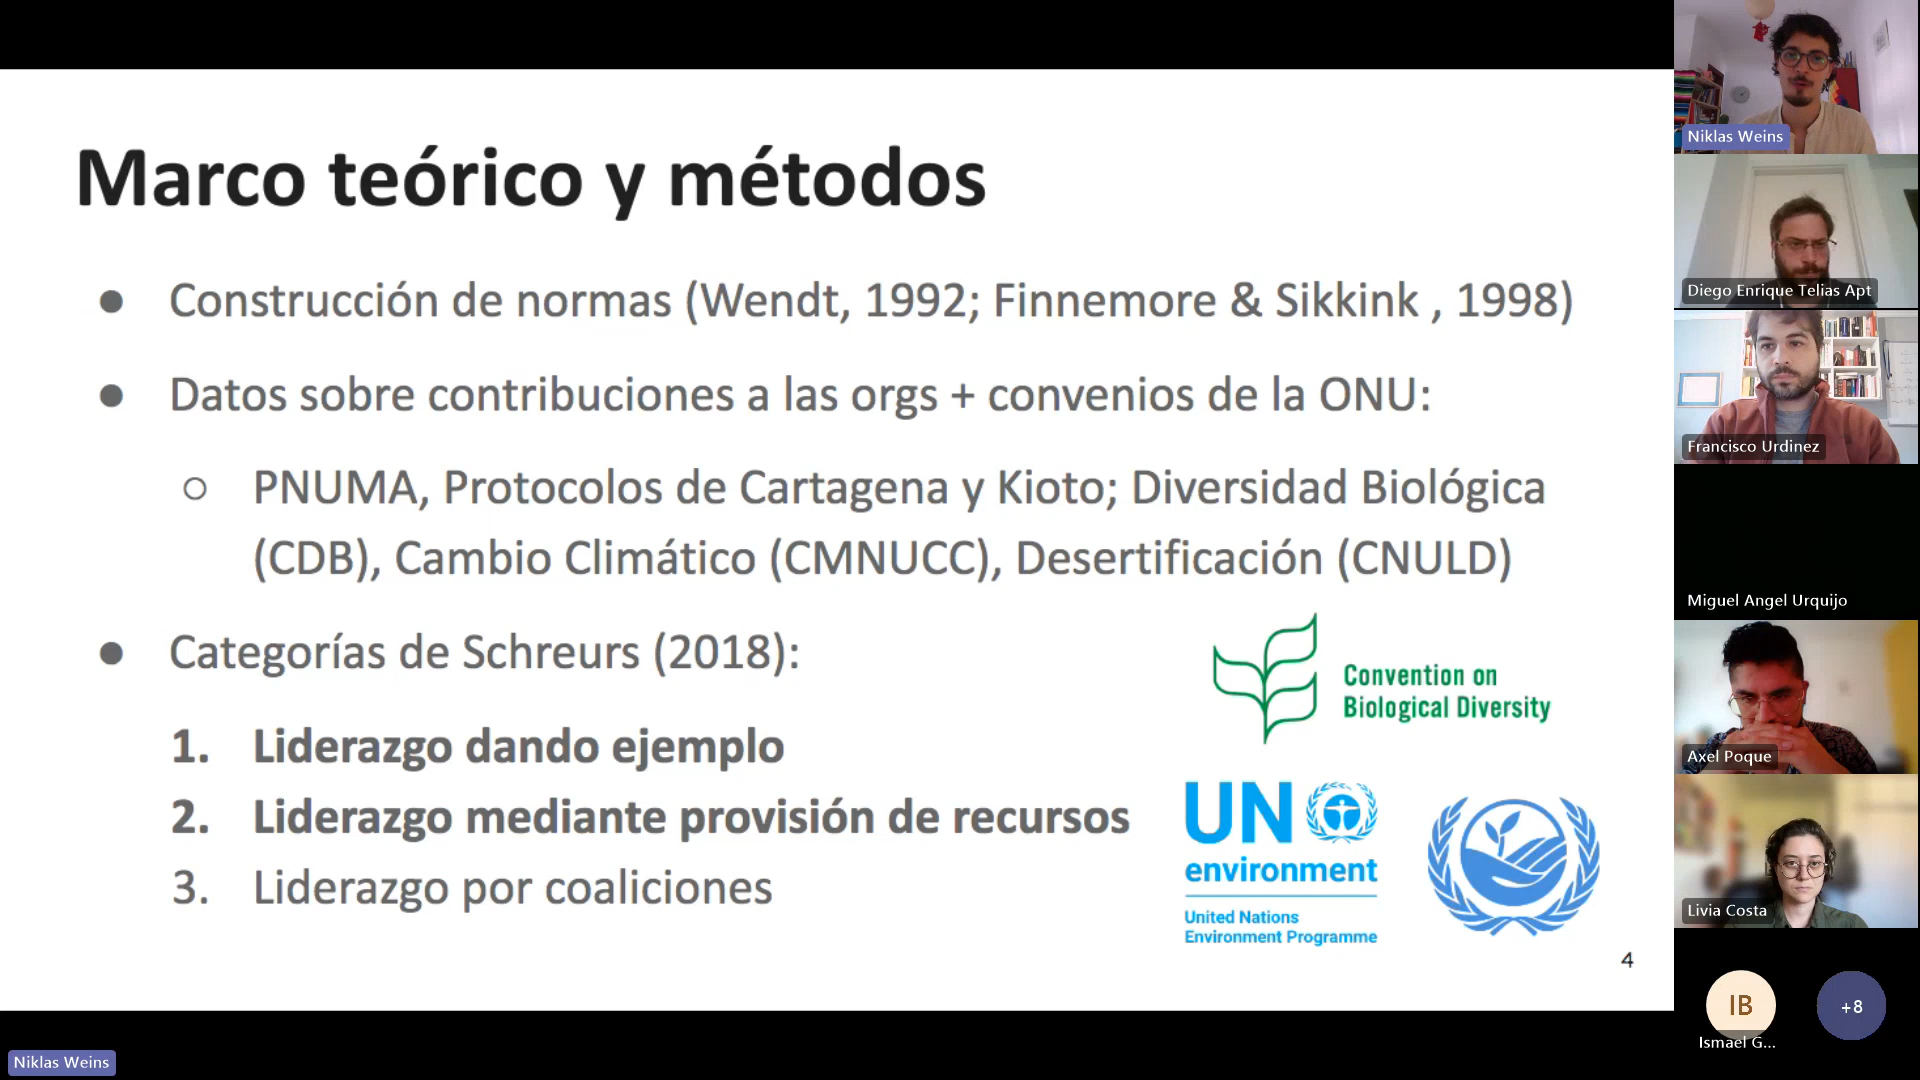 Marco teórico y métodos
● Construcción de normas (Wendt, 1992; Finnemore & Sikkink , 1998)
● Datos sobre contribuciones a las orgs + convenios de la ONU:
○ PNUMA, Protocolos de Cartagena y Kioto; Diversidad Biológica
(CDB), Cambio Climático (CMNUCC), Desertificación (CNULD)
● Categorías de Schreurs (2018):
1. Liderazgo dando ejemplo
2. Liderazgo mediante provisión de recursos
3. Liderazgo por coaliciones
Convention on
Biological Diversity
UN
environment
United Nations
Environment Programme
4
Niklas Weins
Niklas Weins
Diego Enrique Telias Apt
Francisco Urdinez
Miguel Angel Urquijo
Axel Poque
Livia Costa
IB
Ismael G...
+8